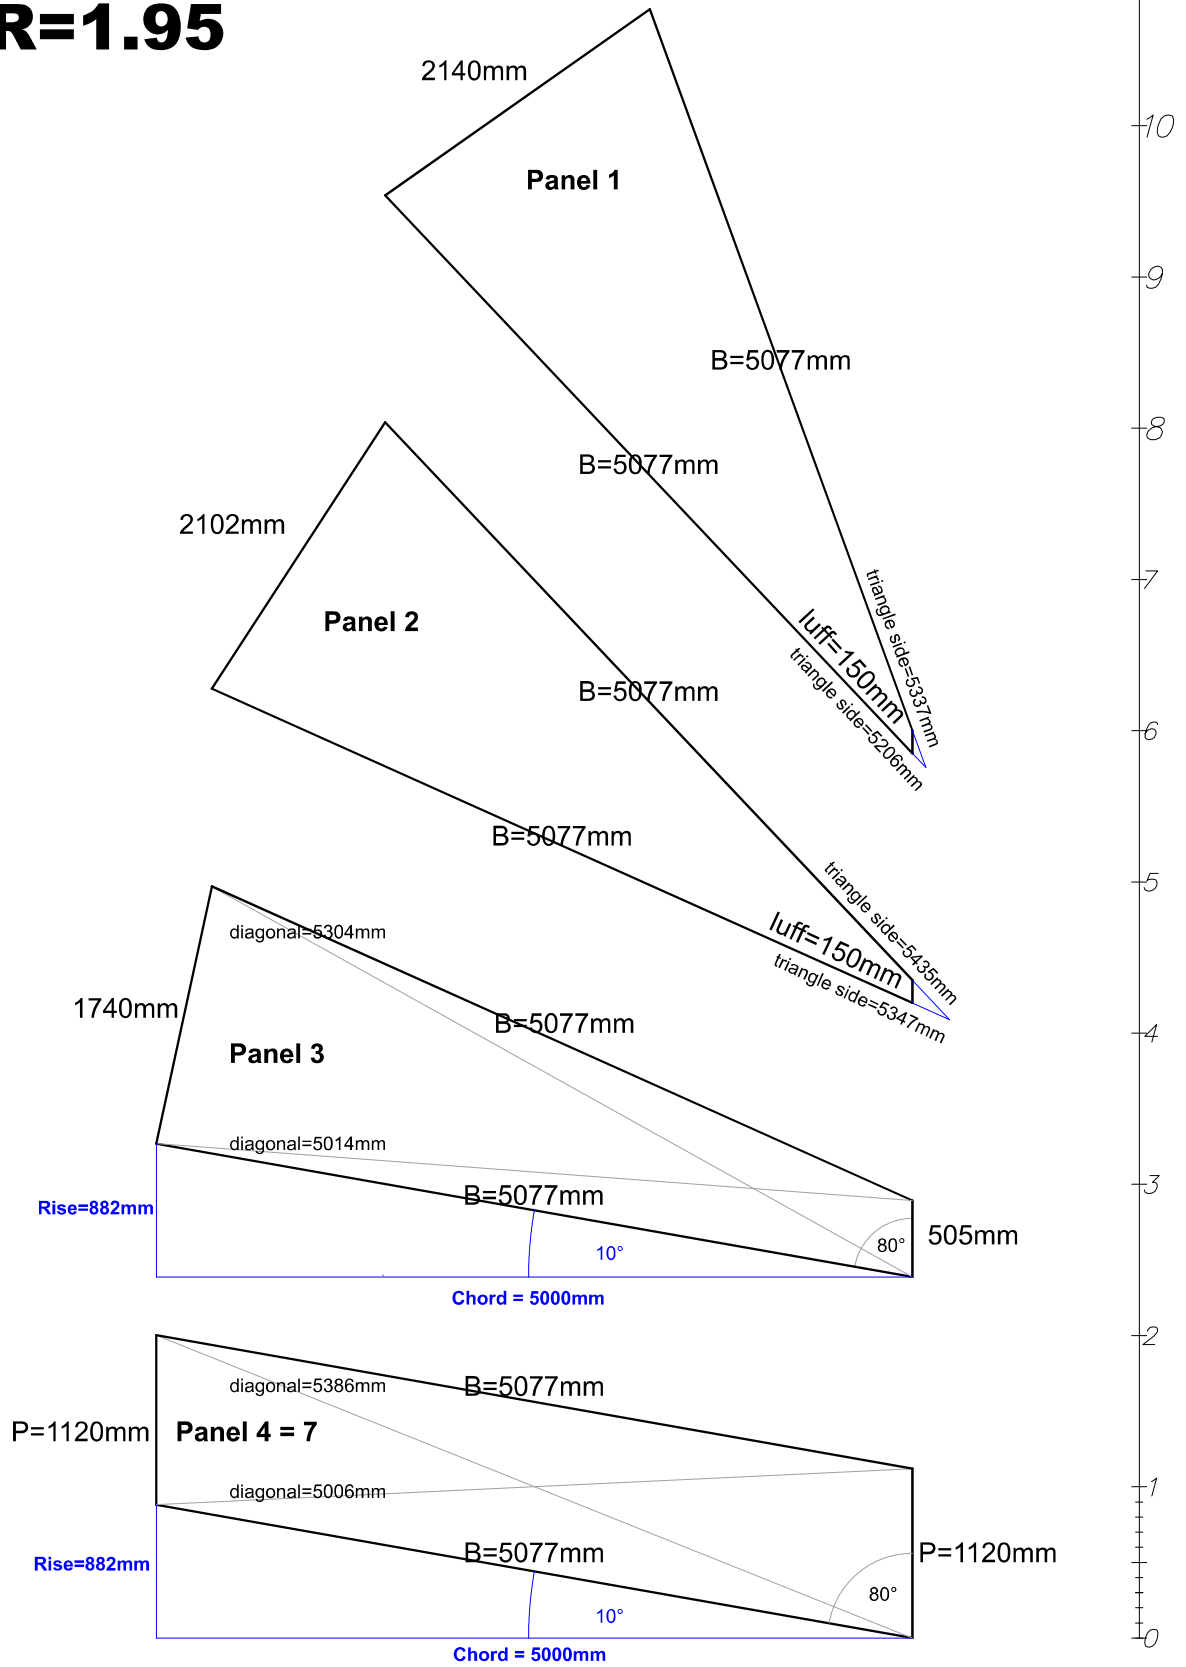 R=1.95
2140mm
Panel 1
B=5077mm
B=5077mm
triangle side=5337mm
luff=150mm
triangle side=5206mm
2102mm
Panel 2
B=5077mm
B=5077mm
triangle side=5435mm
luff=150mm
triangle side=5347mm
diagonal=5304mm
1740mm
B=5077mm
Panel 3
diagonal=5014mm
B=5077mm
Rise=882mm
505mm
80°
10°
Chord = 5000mm
B=5077mm
diagonal=5386mm
P=1120mm
Panel 4 = 7
diagonal=5006mm
B=5077mm
P=1120mm
Rise=882mm
80°
10°
Chord = 5000mm
10
9
8
7
6
5
4
3
2
1
0